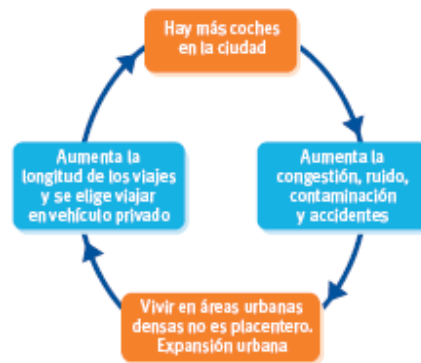 Hay más coches
en la ciudad
Aumenta la
congestión, ruido,
contaminación
y accidentes
Vivir en áreas urbanas
densas no es placentero.
Expansión urbana
Aumenta la
longitud de los viajes
y se elige viajar
en vehículo privado